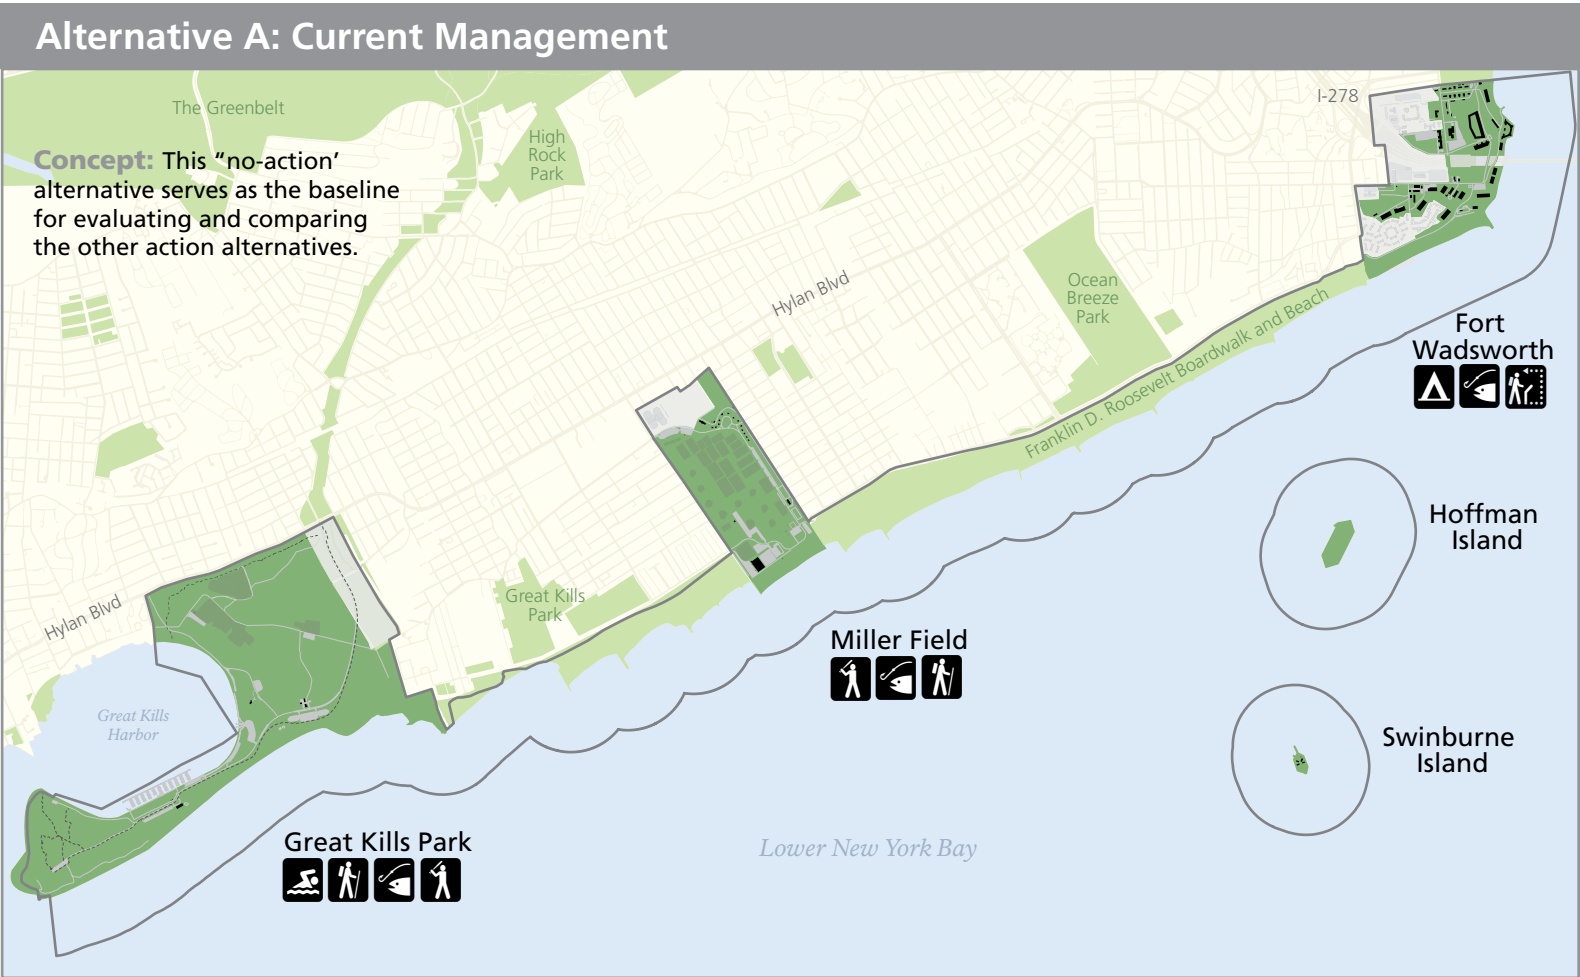 Alternative A: Current Management
The Greenbelt
Concept: This “no-action’
alternative serves as the baseline
for evaluating and comparing
the other action alternatives.
High
Rock
Park
I-278
Hylan Blvd
Ocean
Breeze
Park
Franklin D. Roosevelt Boardwalk and Beach
Fort
Wadsworth
Hoffman
Island
Hylan Blvd
Great Kills
Park
Miller Field
Great Kills
Harbor
Swinburne
Island
Great Kills Park
Lower New York Bay